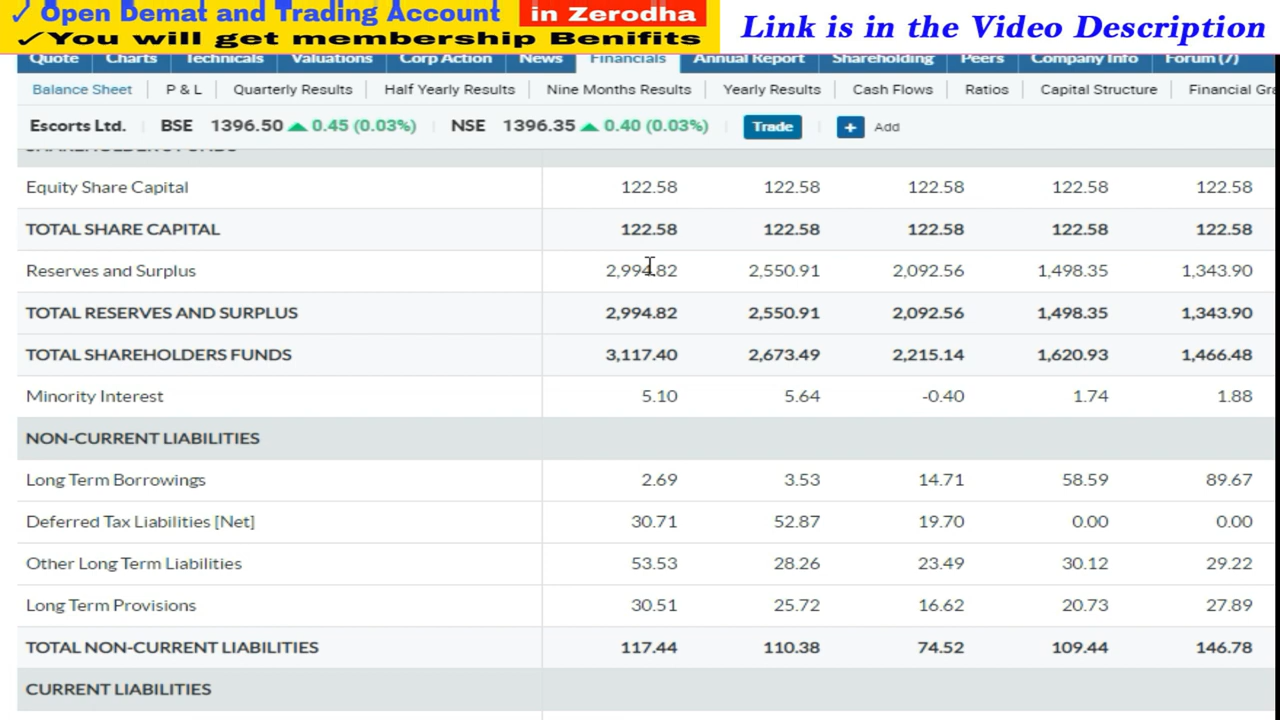 ✓ Open Demat and Trading Account in Zerodha
✓You will get membership Benifits
Link is in the Video Description
Quote Charts Technicals Valuations Corp Action News Financials Annual Report Shareholding Peers Company Info Forum (7)
Balance Sheet P & L Quarterly Results Half Yearly Results Nine Months Results Yearly Results Cash Flows Ratios Capital Structure Financial Gra
Escorts Ltd. BSE 1396.50 ▲ 0.45 (0.03%) NSE 1396.35 ▲ 0.40 (0.03%) Trade + Add
Equity Share Capital 122.58 122.58 122.58 122.58 122.58
TOTAL SHARE CAPITAL 122.58 122.58 122.58 122.58 122.58
Reserves and Surplus 2,994.82 2,550.91 2,092.56 1,498.35 1,343.90
TOTAL RESERVES AND SURPLUS 2,994.82 2,550.91 2,092.56 1,498.35 1,343.90
TOTAL SHAREHOLDERS FUNDS 3,117.40 2,673.49 2,215.14 1,620.93 1,466.48
Minority Interest 5.10 5.64 -0.40 1.74 1.88
NON-CURRENT LIABILITIES
Long Term Borrowings 2.69 3.53 14.71 58.59 89.67
Deferred Tax Liabilities [Net] 30.71 52.87 19.70 0.00 0.00
Other Long Term Liabilities 53.53 28.26 23.49 30.12 29.22
Long Term Provisions 30.51 25.72 16.62 20.73 27.89
TOTAL NON-CURRENT LIABILITIES 117.44 110.38 74.52 109.44 146.78
CURRENT LIABILITIES